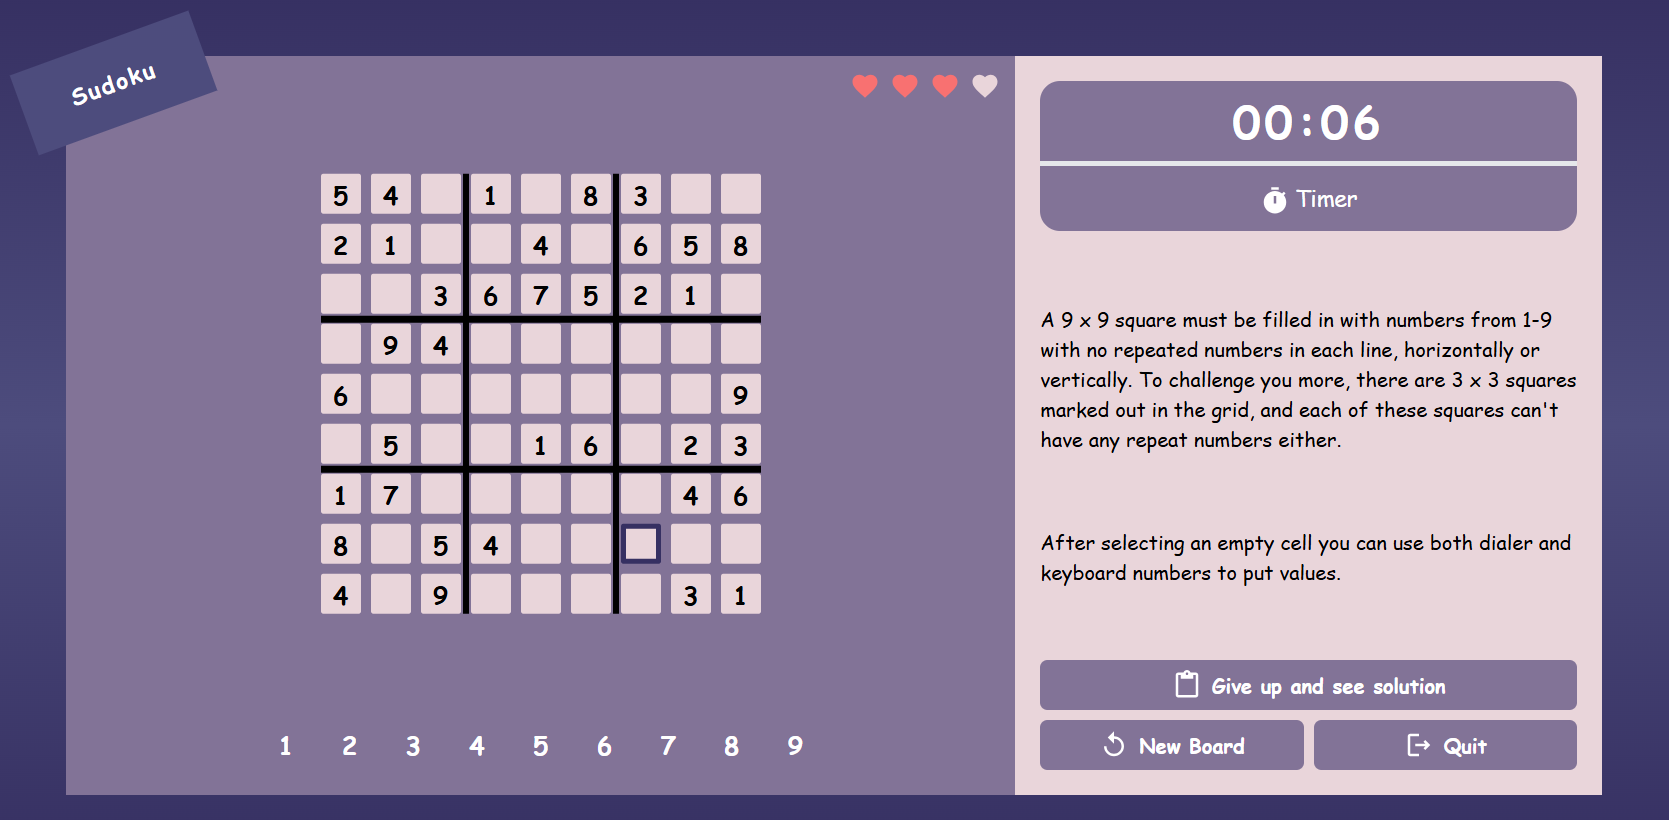 Sudoku
00:06
Timer
5 4 1 8 3
2 1 4 6 5 8
3 6 7 5 2 1
9 4
6 9
5 1 6 2 3
1 7 4 6
8 5 4
4 9 3 1
1 2 3 4 5 6 7 8 9
A 9 x 9 square must be filled in with numbers from 1-9
with no repeated numbers in each line, horizontally or
vertically. To challenge you more, there are 3 x 3 squares
marked out in the grid, and each of these squares can't
have any repeat numbers either.
After selecting an empty cell you can use both dialer and
keyboard numbers to put values.
Give up and see solution
New Board
Quit